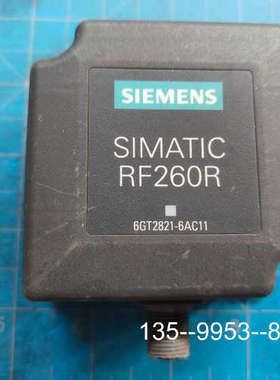 SIEMENS
SIMATIC
RF260R
6GT2821-6AC11
135--9953--8